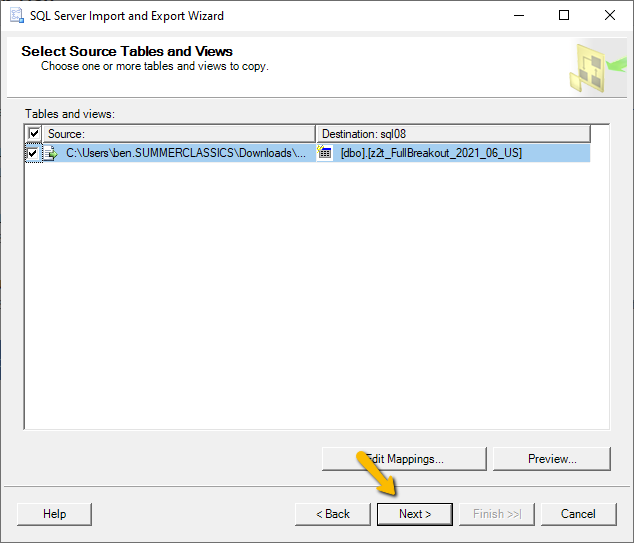 SQL Server Import and Export Wizard
Select Source Tables and Views
Choose one or more tables and views to copy.
Tables and views:
Source: Destination: sql08
C:\Users\ben.SUMMERCLASSICS\Downloads\... [dbo].[z2t_FullBreakout_2021_06_US]
Edit Mappings... Preview...
Help < Back Next > Finish >>| Cancel